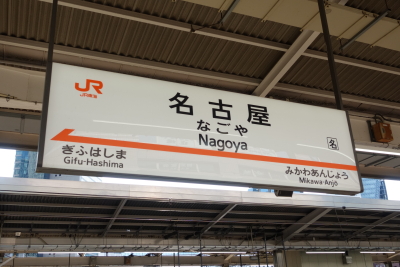 JR
JR東海
名古屋
なごや
Nagoya
名
ぎふはしま
Gifu-Hashima
みかわあんじょう
Mikawa-Anjō